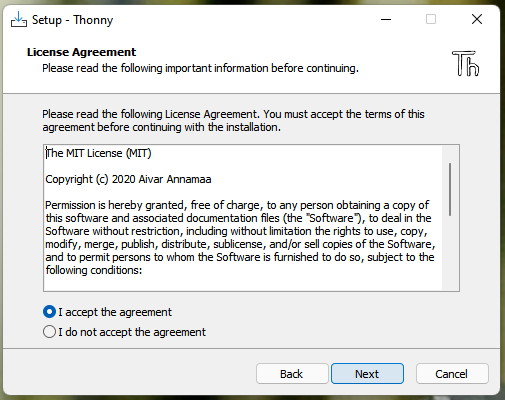 Setup - Thonny
License Agreement
Please read the following important information before continuing.
Th
Please read the following License Agreement. You must accept the terms of this
agreement before continuing with the installation.
The MIT License (MIT)
Copyright (c) 2020 Aivar Annamaa
Permission is hereby granted, free of charge, to any person obtaining a copy of
this software and associated documentation files (the "Software"), to deal in the
Software without restriction, including without limitation the rights to use, copy,
modify, merge, publish, distribute, sublicense, and/or sell copies of the Software,
and to permit persons to whom the Software is furnished to do so, subject to the
following conditions:
I accept the agreement
I do not accept the agreement
Back
Next
Cancel